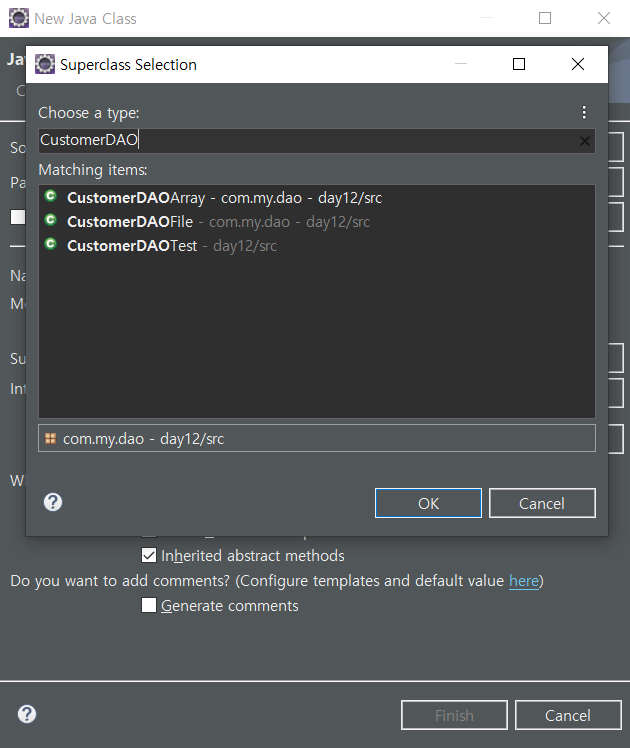 New Java Class
Superclass Selection
Choose a type:
CustomerDAO
Matching items:
CustomerDAOArray - com.my.dao - day12/src
CustomerDAOFile - com.my.dao - day12/src
CustomerDAOTest - day12/src
com.my.dao - day12/src
OK
Cancel
Inherited abstract methods
Do you want to add comments? (Configure templates and default value here)
Generate comments
Finish
Cancel